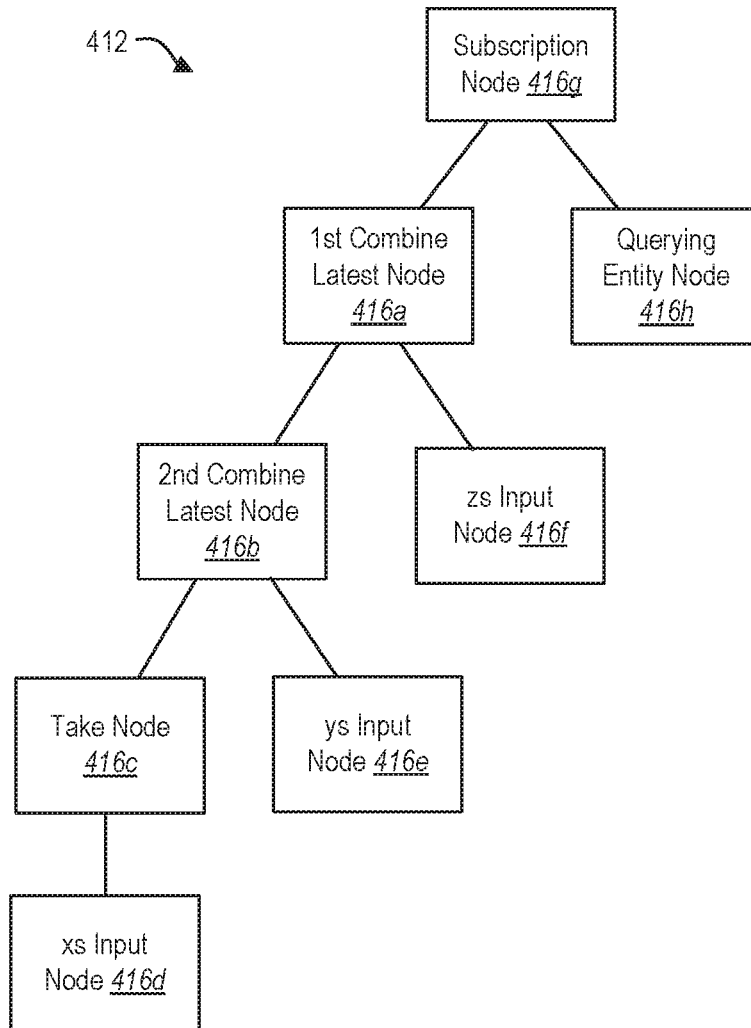 412
Subscription
Node 416g
1st Combine
Latest Node
416a
Querying
Entity Node
416h
2nd Combine
Latest Node
416b
zs Input
Node 416f
Take Node
416c
ys Input
Node 416e
xs Input
Node 416d